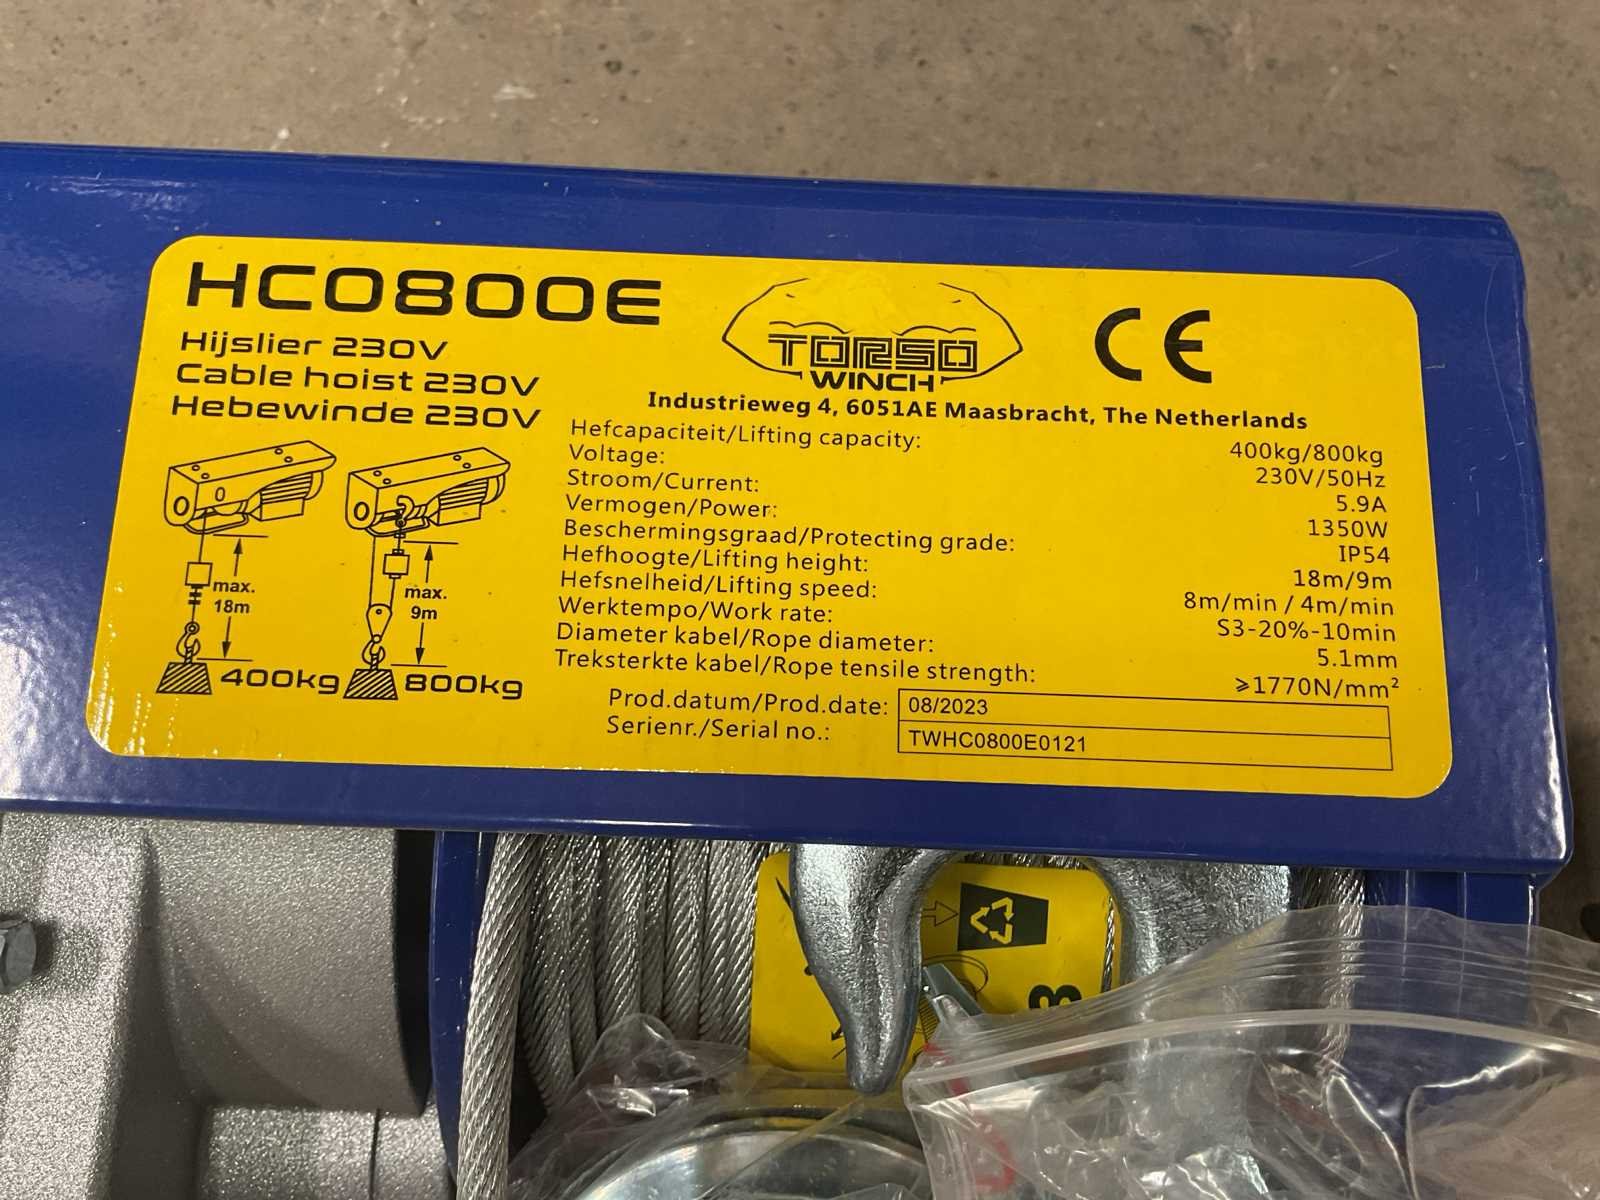 HC0800E
Hijslier 230V
Cable hoist 230V
Hebewinde 230V
TORSO
WINCH
CE
Industrieweg 4, 6051AE Maasbracht, The Netherlands
Hefcapaciteit/Lifting capacity: 400kg/800kg
Voltage: 230V/50Hz
Stroom/Current: 5.9A
Vermogen/Power: 1350W
Beschermingsgraad/Protecting grade: IP54
Hefhoogte/Lifting height: 18m/9m
Hefsnelheid/Lifting speed: 8m/min / 4m/min
Werktempo/Work rate: S3-20%-10min
Diameter kabel/Rope diameter: 5.1mm
Treksterkte kabel/Rope tensile strength: ⩾1770N/mm²
Prod.datum/Prod.date: 08/2023
Serienr./Serial no.: TWHC0800E0121
max.
18m
400kg
max.
9m
800kg